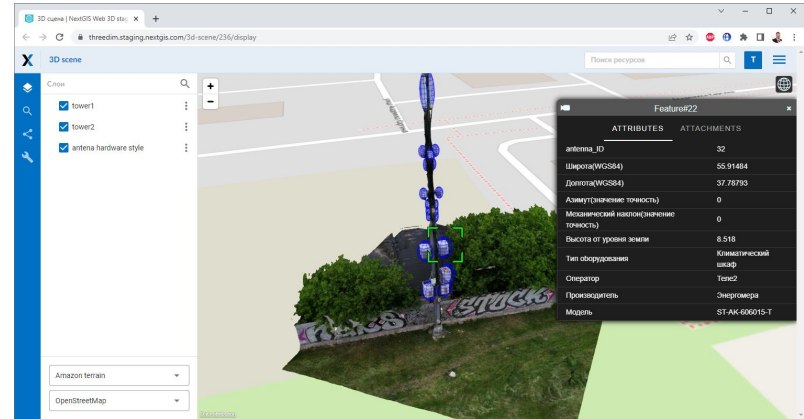 3D сцена | NextGIS Web 3D stag
threedim.staging.nextgis.com/3d-scene/236/display
3D scene
Поиск ресурсов
T
Слои
tower1
tower2
antena hardware style
Amazon terrain
OpenStreetMap
+
-
STOCK
Feature#22
ATTRIBUTES ATTACHMENTS
antenna_ID 32
Широта(WGS84) 55.91484
Долгота(WGS84) 37.78793
Азимут(значение точность) 0
Механический наклон(значение
точность) 0
Высота от уровня земли 8.518
Тип оборудования Климатический
шкаф
Оператор Теле2
Производитель Энергомера
Модель ST-AK-606015-T